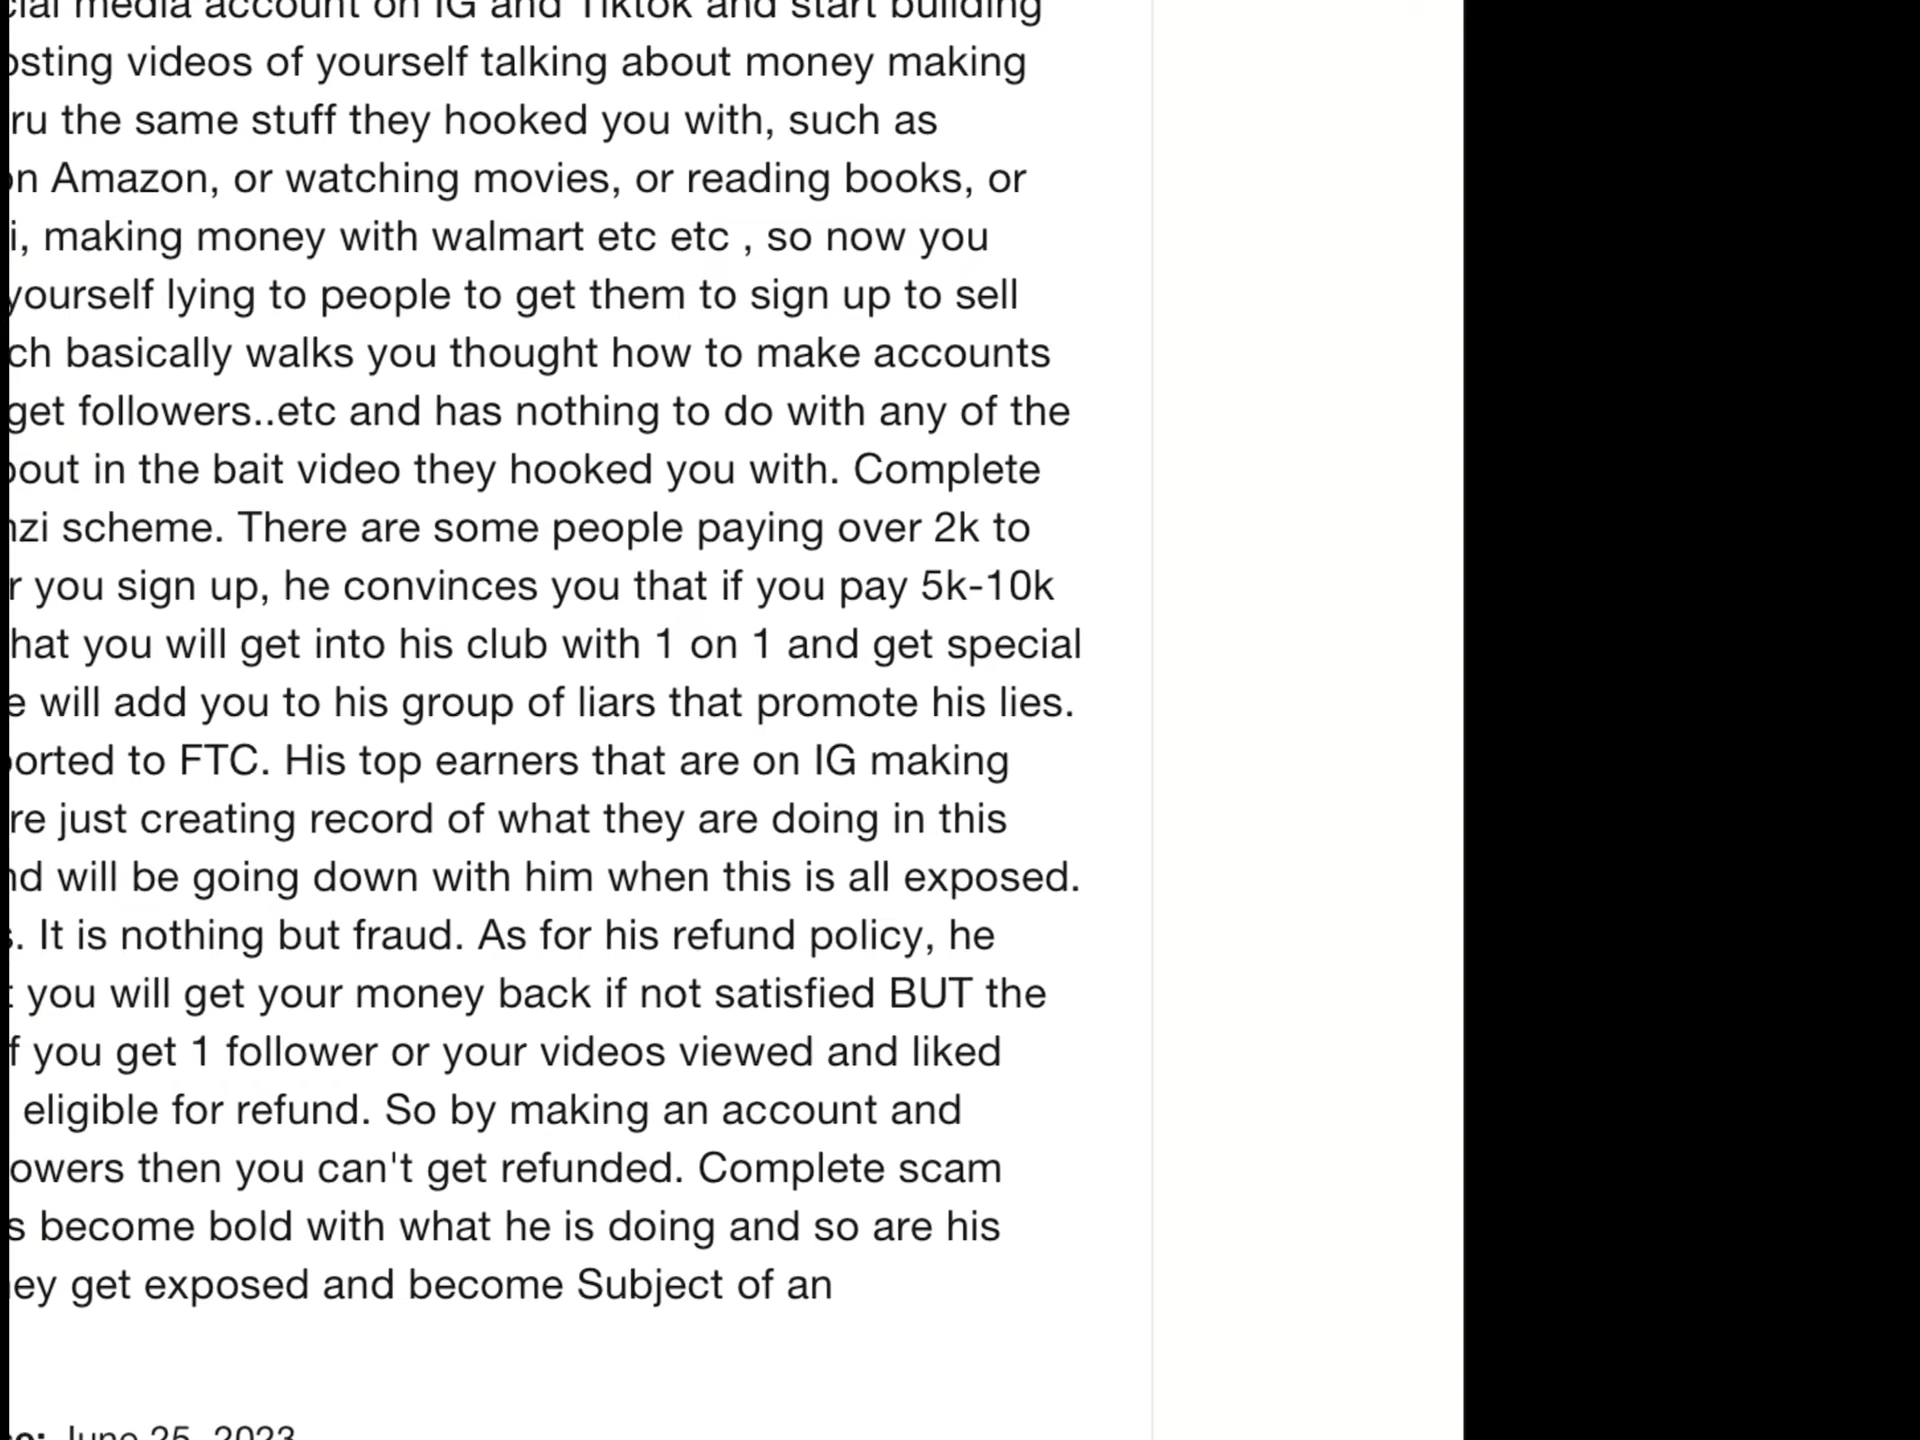 media account on IG and Tiktok and start building
videos of yourself talking about money making
the same stuff they hooked you with, such as
Amazon, or watching movies, or reading books, or
making money with walmart etc etc , so now you
yourself lying to people to get them to sign up to sell
basically walks you thought how to make accounts
get followers..etc and has nothing to do with any of the
in the bait video they hooked you with. Complete
scheme. There are some people paying over 2k to
you sign up, he convinces you that if you pay 5k-10k
you will get into his club with 1 on 1 and get special
will add you to his group of liars that promote his lies.
to FTC. His top earners that are on IG making
just creating record of what they are doing in this
will be going down with him when this is all exposed.
It is nothing but fraud. As for his refund policy, he
you will get your money back if not satisfied BUT the
you get 1 follower or your videos viewed and liked
eligible for refund. So by making an account and
then you can't get refunded. Complete scam
become bold with what he is doing and so are his
get exposed and become Subject of an
June 25, 2023